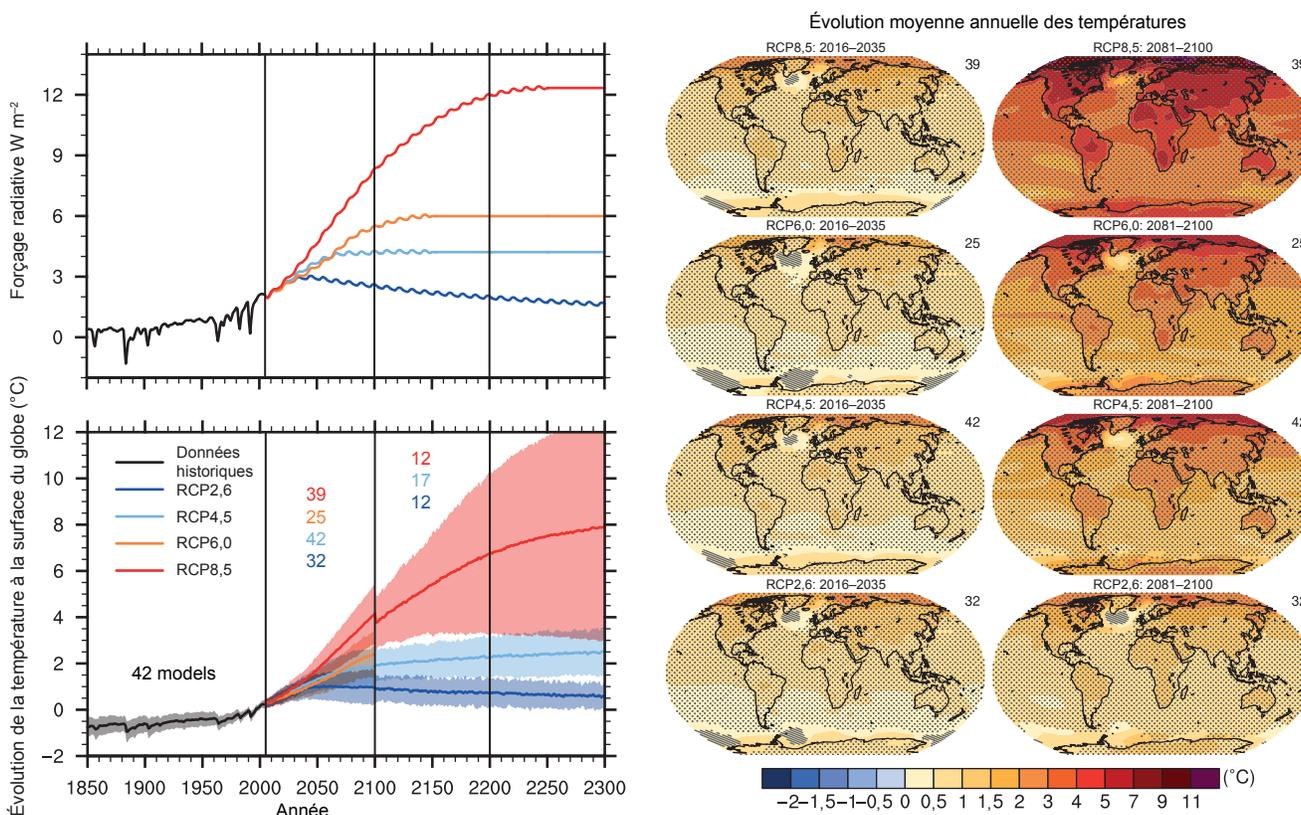 Forçage radiative W m⁻²
12
9
6
3
0
Évolution de la température à la surface du globe (°C)
12
10
8
6
4
2
0
−2
Données
historiques
RCP2,6
RCP4,5
RCP6,0
RCP8,5
39
25
42
32
12
17
12
42 models
1850 1900 1950 2000 2050 2100 2150 2200 2250 2300
Année
Évolution moyenne annuelle des températures
RCP8,5: 2016–2035
39
RCP8,5: 2081–2100
RCP6,0: 2016–2035
25
RCP6,0: 2081–2100
RCP4,5: 2016–2035
42
RCP4,5: 2081–2100
RCP2,6: 2016–2035
32
RCP2,6: 2081–2100
(°C)
−2 −1,5 −1 −0,5 0 0,5 1 1,5 2 3 4 5 7 9 11